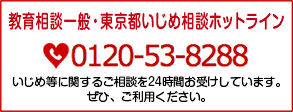 教育相談一般・東京都いじめ相談ホットライン
0120-53-8288
いじめ等に関するご相談を24時間お受けしています。
ぜひ、ご利用ください。